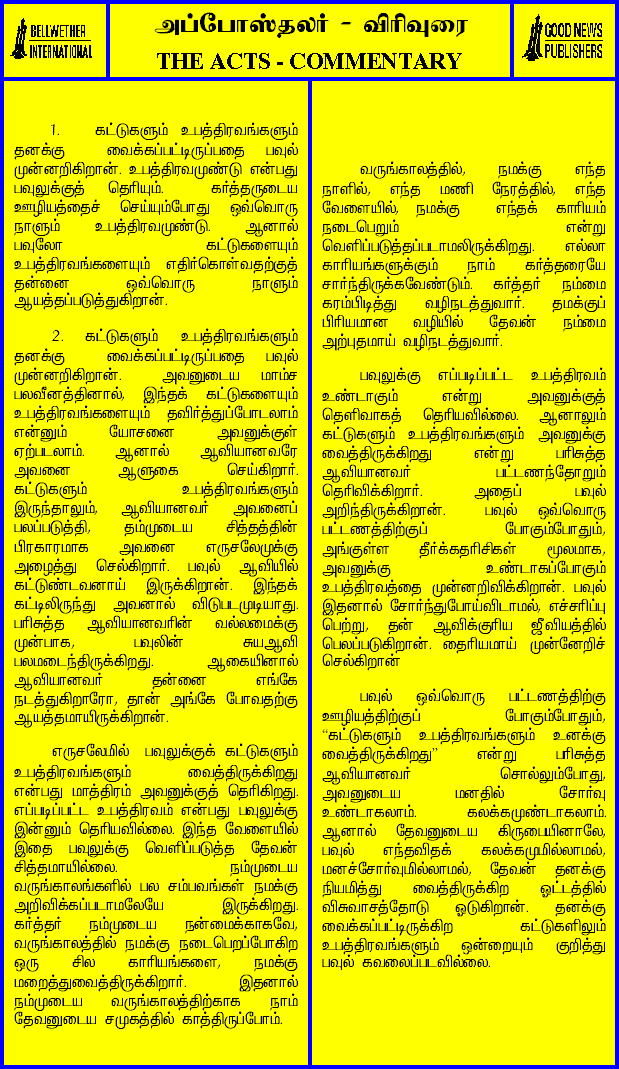 BELLWETHER
INTERNATIONAL
அப்போஸ்தலர் - விரிவுரை
THE ACTS - COMMENTARY
GOOD NEWS
PUBLISHERS
1. கட்டுகளும் உபத்திரவங்களும்
தனக்கு வைக்கப்பட்டிருப்பதை பவுல்
முன்னறிகிறான். உபத்திரவமுண்டு என்பது
பவுலுக்குத் தெரியும். கர்த்தருடைய
ஊழியத்தைச் செய்யும்போது ஒவ்வொரு
நாளும் உபத்திரவமுண்டு. ஆனால்
பவுலோ கட்டுகளையும்
உபத்திரவங்களையும் எதிர்கொள்வதற்குத்
தன்னை ஒவ்வொரு நாளும்
ஆயத்தப்படுத்துகிறான்.
2. கட்டுகளும் உபத்திரவங்களும்
தனக்கு வைக்கப்பட்டிருப்பதை பவுல்
முன்னறிகிறான். அவனுடைய மாம்ச
பலவீனத்தினால், இந்தக் கட்டுகளையும்
உபத்திரவங்களையும் தவிர்த்துப்போடலாம்
என்னும் யோசனை அவனுக்குள்
ஏற்படலாம். ஆனால் ஆவியானவரே
அவனை ஆளுகை செய்கிறார்.
கட்டுகளும் உபத்திரவங்களும்
இருந்தாலும், ஆவியானவர் அவனைப்
பலப்படுத்தி, தம்முடைய சித்தத்தின்
பிரகாரமாக அவனை எருசலேமுக்கு
அழைத்து செல்கிறார். பவுல் ஆவியில்
கட்டுண்டவனாய் இருக்கிறான். இந்தக்
கட்டிலிருந்து அவனால் விடுபடமுடியாது.
பரிசுத்த ஆவியானவரின் வல்லமைக்கு
முன்பாக, பவுலின் சுயஆவி
பலமடைந்திருக்கிறது. ஆகையினால்
ஆவியானவர் தன்னை எங்கே
நடத்துகிறாரோ, தான் அங்கே போவதற்கு
ஆயத்தமாயிருக்கிறான்.
எருசலேமில் பவுலுக்குக் கட்டுகளும்
உபத்திரவங்களும் வைத்திருக்கிறது
என்பது மாத்திரம் அவனுக்குத் தெரிகிறது.
எப்படிப்பட்ட உபத்திரவம் என்பது பவுலுக்கு
இன்னும் தெரியவில்லை. இந்த வேளையில்
இதை பவுலுக்கு வெளிப்படுத்த தேவன்
சித்தமாயில்லை. நம்முடைய
வருங்காலங்களில் பல சம்பவங்கள் நமக்கு
அறிவிக்கப்படாமலேயே இருக்கிறது.
கர்த்தர் நம்முடைய நன்மைக்காகவே,
வருங்காலத்தில் நமக்கு நடைபெறப்போகிற
ஒரு சில காரியங்களை, நமக்கு
மறைத்துவைத்திருக்கிறார். இதனால்
நம்முடைய வருங்காலத்திற்காக நாம்
தேவனுடைய சமுகத்தில் காத்திருப்போம்.
வருங்காலத்தில், நமக்கு எந்த
நாளில், எந்த மணி நேரத்தில், எந்த
வேளையில், நமக்கு எந்தக் காரியம்
நடைபெறும் என்று
வெளிப்படுத்தப்படாமலிருக்கிறது. எல்லா
காரியங்களுக்கும் நாம் கர்த்தரையே
சார்ந்திருக்கவேண்டும். கர்த்தர் நம்மை
கரம்பிடித்து வழிநடத்துவார். தமக்குப்
பிரியமான வழியில் தேவன் நம்மை
அற்புதமாய் வழிநடத்துவார்.
பவுலுக்கு எப்படிப்பட்ட உபத்திரவம்
உண்டாகும் என்று அவனுக்குத்
தெளிவாகத் தெரியவில்லை. ஆனாலும்
கட்டுகளும் உபத்திரவங்களும் அவனுக்கு
வைத்திருக்கிறது என்று பரிசுத்த
ஆவியானவர் பட்டணந்தோறும்
தெரிவிக்கிறார். அதைப் பவுல்
அறிந்திருக்கிறான். பவுல் ஒவ்வொரு
பட்டணத்திற்குப் போகும்போதும்,
அங்குள்ள தீர்க்கதரிசிகள் மூலமாக,
அவனுக்கு உண்டாகப்போகும்
உபத்திரவத்தை முன்னறிவிக்கிறான். பவுல்
இதனால் சோர்ந்துபோய்விடாமல், எச்சரிப்பு
பெற்று, தன் ஆவிக்குரிய ஜீவியத்தில்
பெலப்படுகிறான். தைரியமாய் முன்னேறிச்
செல்கிறான்
பவுல் ஒவ்வொரு பட்டணத்திற்கு
ஊழியத்திற்குப் போகும்போதும்,
“கட்டுகளும் உபத்திரவங்களும் உனக்கு
வைத்திருக்கிறது” என்று பரிசுத்த
ஆவியானவர் சொல்லும்போது,
அவனுடைய மனதில் சோர்வு
உண்டாகலாம். கலக்கமுண்டாகலாம்.
ஆனால் தேவனுடைய கிருபையினாலே,
பவுல் எந்தவிதக் கலக்கமுமில்லாமல்,
மனச்சோர்வுமில்லாமல், தேவன் தனக்கு
நியமித்து வைத்திருக்கிற ஓட்டத்தில்
விசுவாசத்தோடு ஓடுகிறான். தனக்கு
வைக்கப்பட்டிருக்கிற கட்டுகளிலும்
உபத்திரவங்களும் ஒன்றையும் குறித்து
பவுல் கவலைப்படவில்லை.